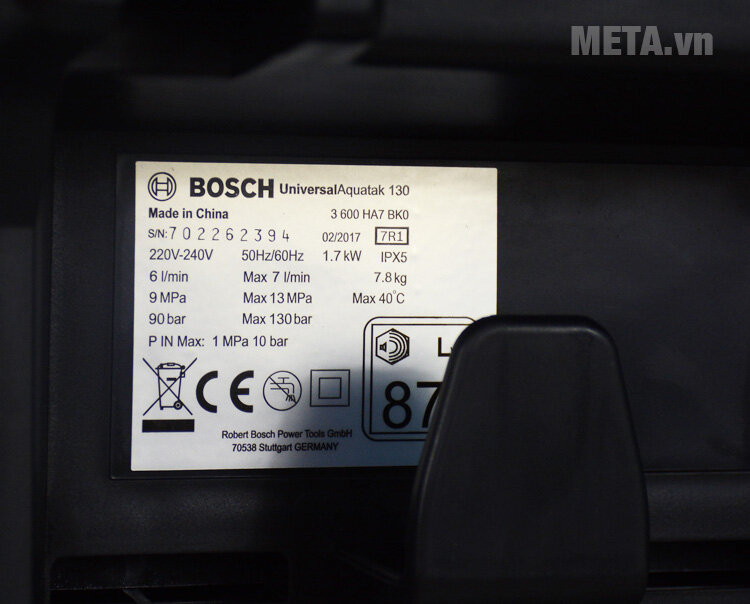 META.vn
BOSCH UniversalAquatak 130
Made in China 3 600 HA7 BK0
S/N: 702262394 02/2017 7R1
220V-240V 50Hz/60Hz 1.7 kW IPX5
6 l/min Max 7 l/min 7.8 kg
9 MPa Max 13 MPa Max 40°C
90 bar Max 130 bar
P IN Max: 1 MPa 10 bar
CE
87
Robert Bosch Power Tools GmbH
70538 Stuttgart GERMANY